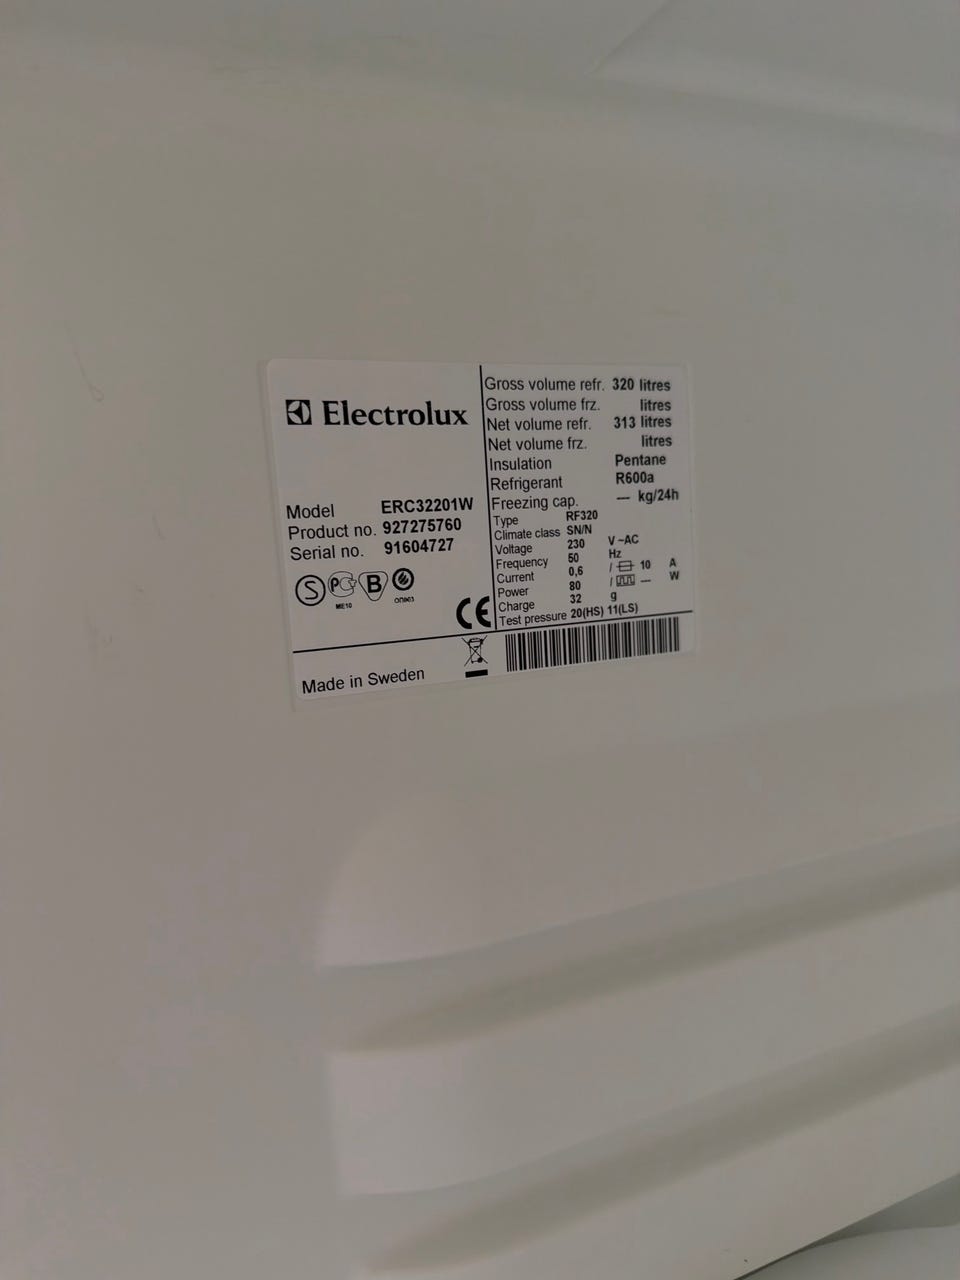 Electrolux
Model ERC32201W
Product no. 927275760
Serial no. 91604727
S PC B
ME10
CE
Made in Sweden
Gross volume refr. 320 litres
Gross volume frz. litres
Net volume refr. 313 litres
Net volume frz. litres
Insulation Pentane
Refrigerant R600a
Freezing cap. --- kg/24h
Type RF320
Climate class SN/N
Voltage 230 V ~AC
Frequency 50 Hz
Current 0,6 / 10 A
Power 80 / --- W
Charge 32 g
Test pressure 20(HS) 11(LS)